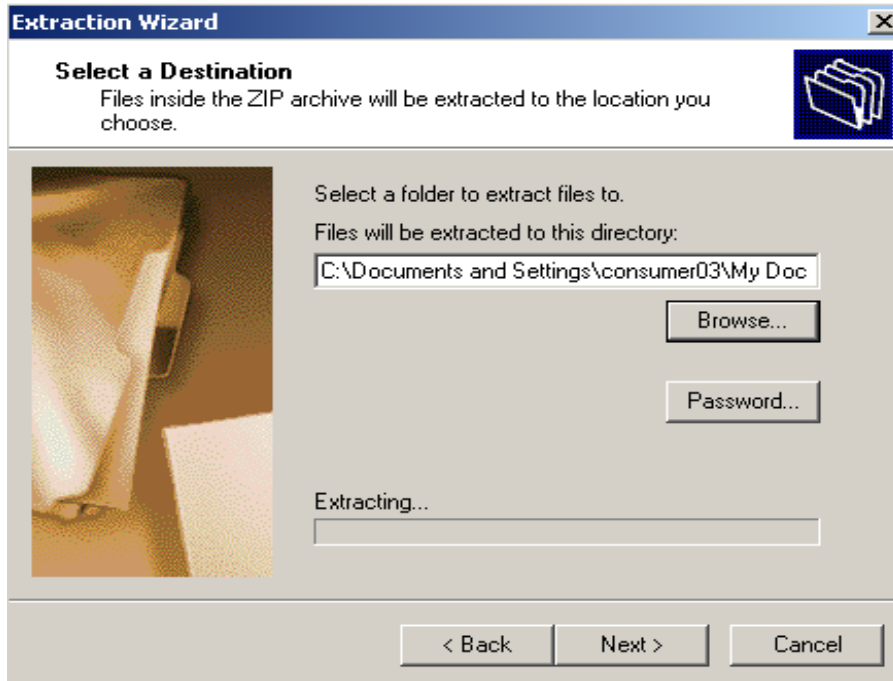 Extraction Wizard
Select a Destination
Files inside the ZIP archive will be extracted to the location you
choose.
Select a folder to extract files to.
Files will be extracted to this directory:
C:\Documents and Settings\consumer03\My Doc
Browse...
Password...
Extracting...
< Back
Next >
Cancel